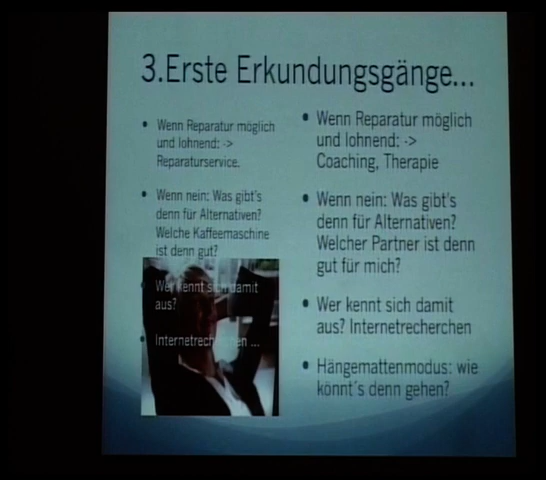 3.Erste Erkundungsgänge...
• Wenn Reparatur möglich
und lohnend: ->
Reparaturservice.
• Wenn nein: Was gibt's
denn für Alternativen?
Welche Kaffeemaschine
ist denn gut?
• Wer kennt sich damit
aus?
• Internetrecherchen ...
• Wenn Reparatur möglich
und lohnend: ->
Coaching, Therapie
• Wenn nein: Was gibt's
denn für Alternativen?
Welcher Partner ist denn
gut für mich?
• Wer kennt sich damit
aus? Internetrecherchen
• Hängemattenmodus: wie
könnt´s denn gehen?